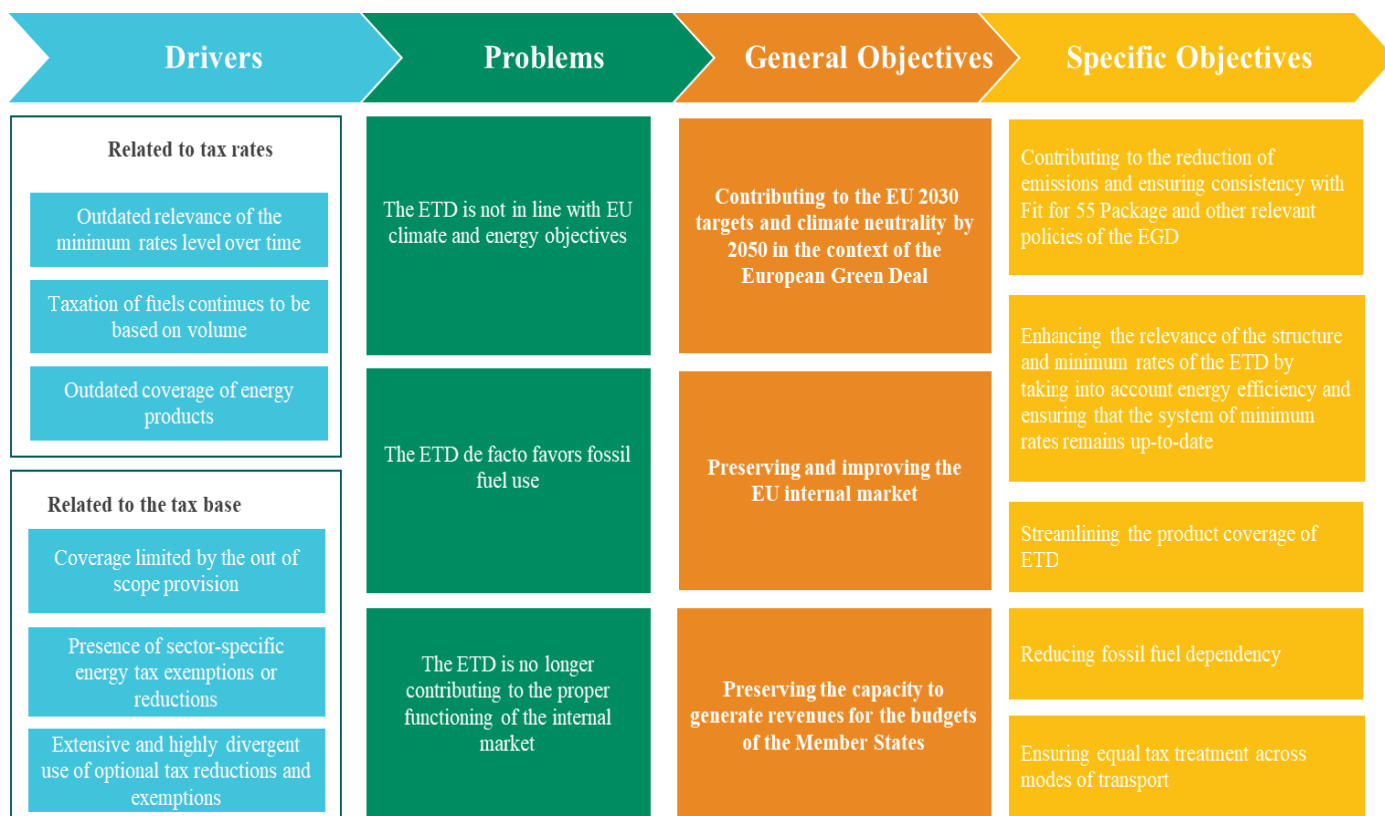 Drivers
Problems
General Objectives
Specific Objectives
Related to tax rates
Outdated relevance of the
minimum rates level over time
Taxation of fuels continues to be
based on volume
Outdated coverage of energy
products
Related to the tax base
Coverage limited by the out of
scope provision
Presence of sector-specific
energy tax exemptions or
reductions
Extensive and highly divergent
use of optional tax reductions and
exemptions
The ETD is not in line with EU
climate and energy objectives
The ETD de facto favors fossil
fuel use
The ETD is no longer
contributing to the proper
functioning of the internal
market
Contributing to the EU 2030
targets and climate neutrality by
2050 in the context of the
European Green Deal
Preserving and improving the
EU internal market
Preserving the capacity to
generate revenues for the budgets
of the Member States
Contributing to the reduction of
emissions and ensuring consistency with
Fit for 55 Package and other relevant
policies of the EGD
Enhancing the relevance of the structure
and minimum rates of the ETD by
taking into account energy efficiency and
ensuring that the system of minimum
rates remains up-to-date
Streamlining the product coverage of
ETD
Reducing fossil fuel dependency
Ensuring equal tax treatment across
modes of transport